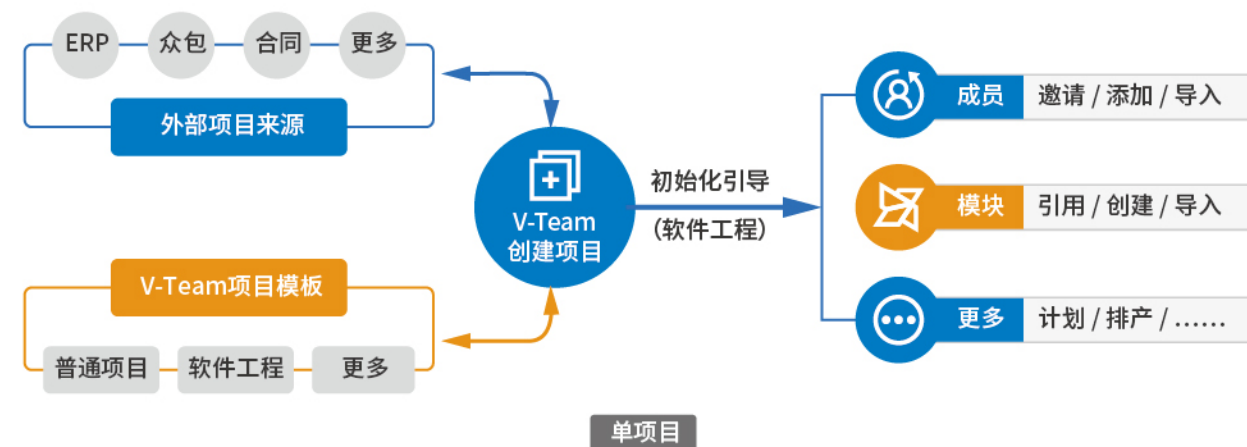 ERP
众包
合同
更多
外部项目来源
V-Team项目模板
普通项目
软件工程
更多
V-Team
创建项目
初始化引导
(软件工程)
成员
邀请 / 添加 / 导入
模块
引用 / 创建 / 导入
更多
计划 / 排产 / ......
单项目